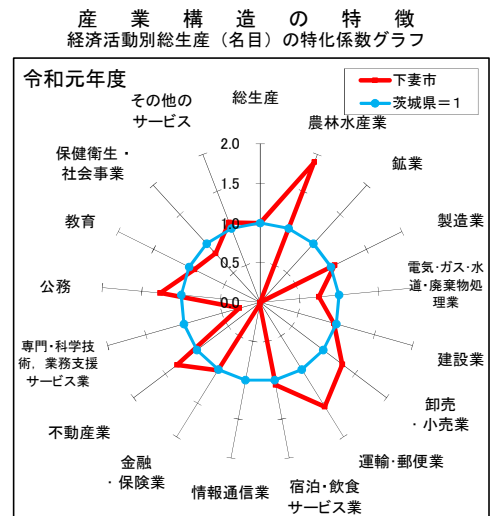 産業構造の特徴
経済活動別総生産（名目）の特化係数グラフ
令和元年度
下妻市
茨城県＝1
総生産
農林水産業
鉱業
製造業
電気・ガス・水
道・廃棄物処
理業
建設業
卸売
・小売業
運輸・郵便業
宿泊・飲食
サービス業
情報通信業
金融
・保険業
不動産業
専門・科学技
術，業務支援
サービス業
公務
教育
保健衛生・
社会事業
その他の
サービス
2.0
1.5
1.0
0.5
0.0